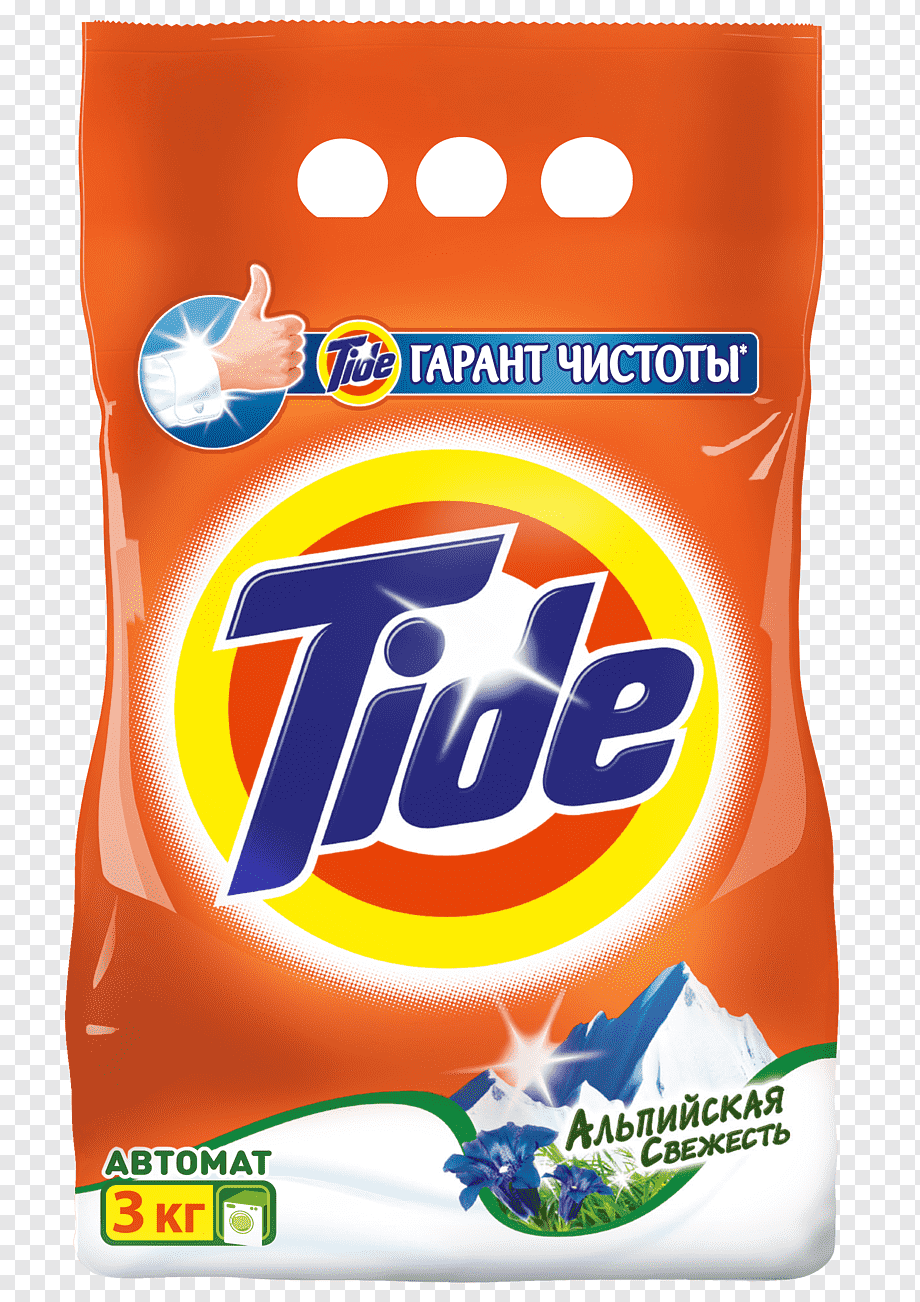 Tide ГАРАНТ ЧИСТОТЫ*
Tide
АЛЬПИЙСКАЯ
СВЕЖЕСТЬ
АВТОМАТ
3 КГ